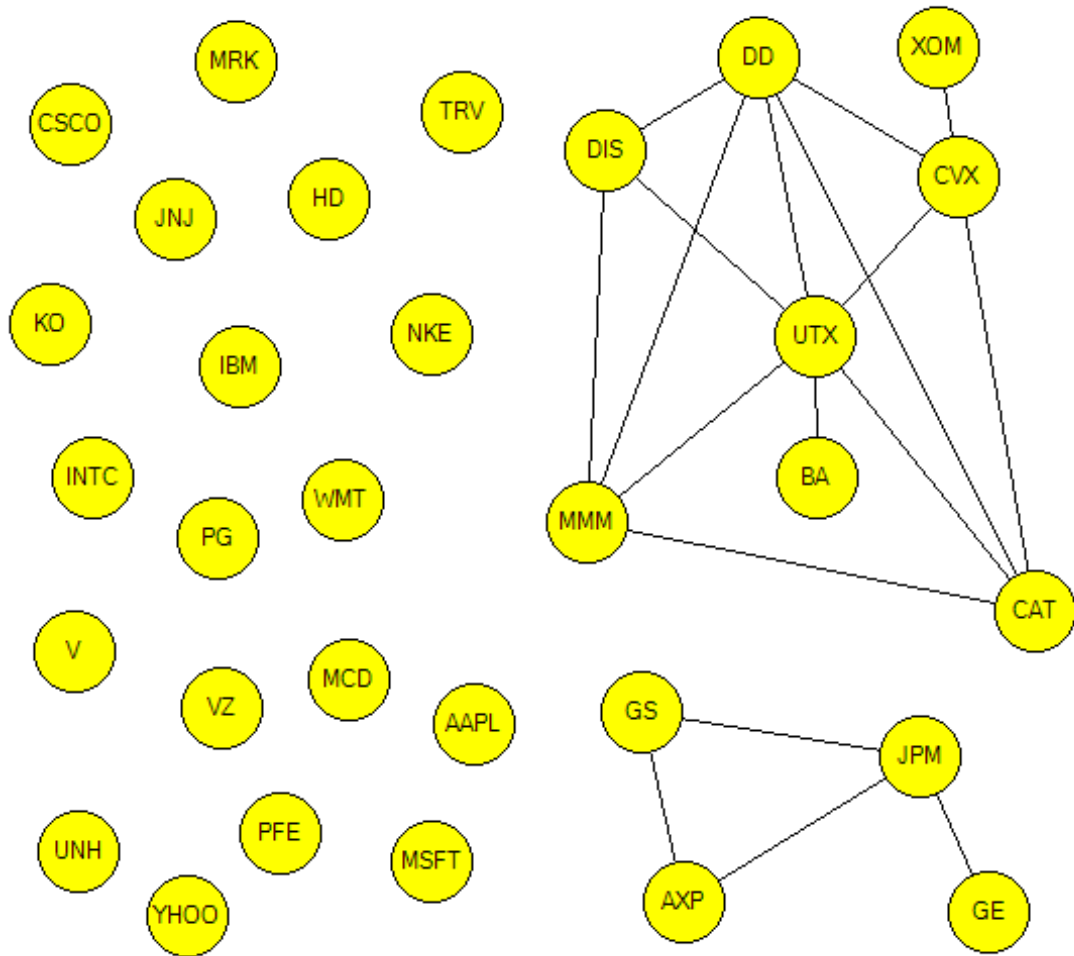 MRK
DD
XOM
CSCO
TRV
DIS
CVX
JNJ
HD
KO
NKE
UTX
IBM
INTC
WMT
BA
MMM
PG
CAT
V
MCD
VZ
AAPL
GS
JPM
UNH
PFE
MSFT
YHOO
AXP
GE